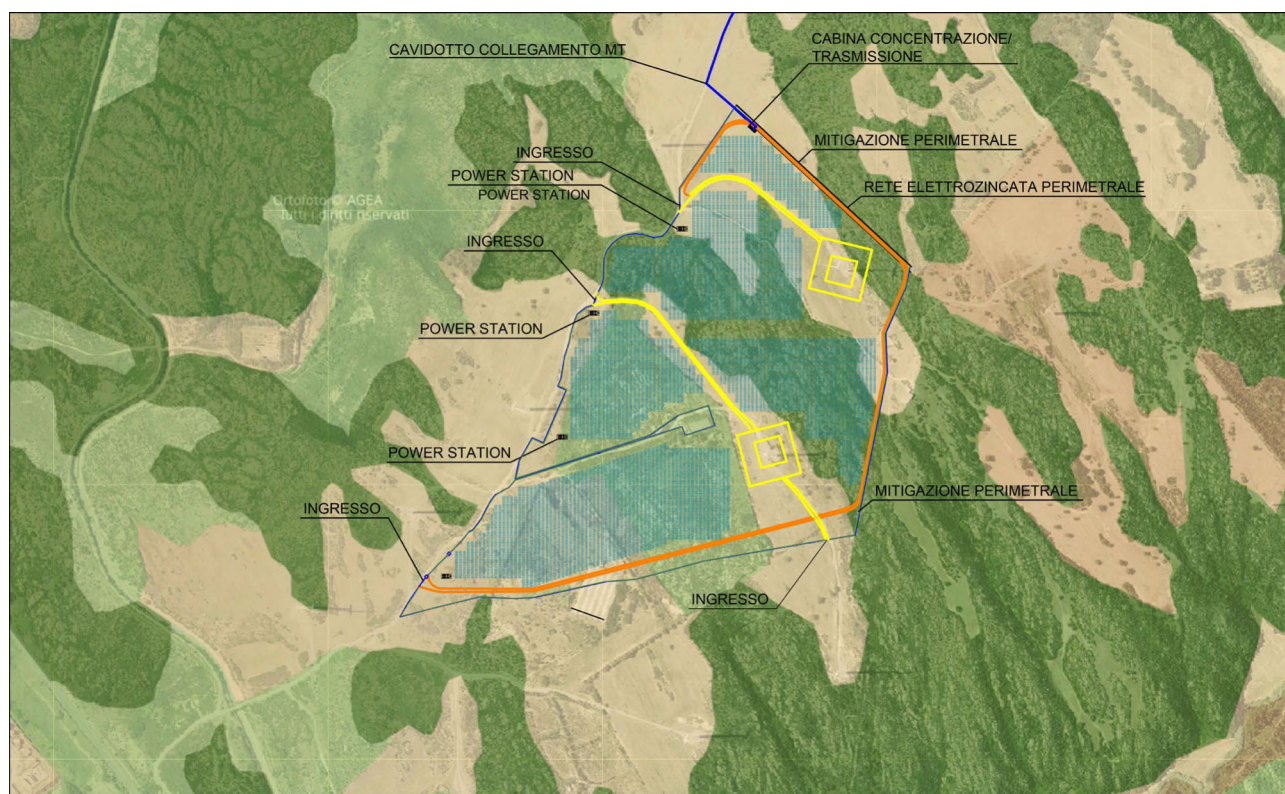 CAVIDOTTO COLLEGAMENTO MT
CABINA CONCENTRAZIONE/
TRASMISSIONE
MITIGAZIONE PERIMETRALE
INGRESSO
POWER STATION
POWER STATION
RETE ELETTROZINCATA PERIMETRALE
Ortofoto © AGEA
Tutti i diritti riservati
INGRESSO
POWER STATION
POWER STATION
MITIGAZIONE PERIMETRALE
INGRESSO
INGRESSO